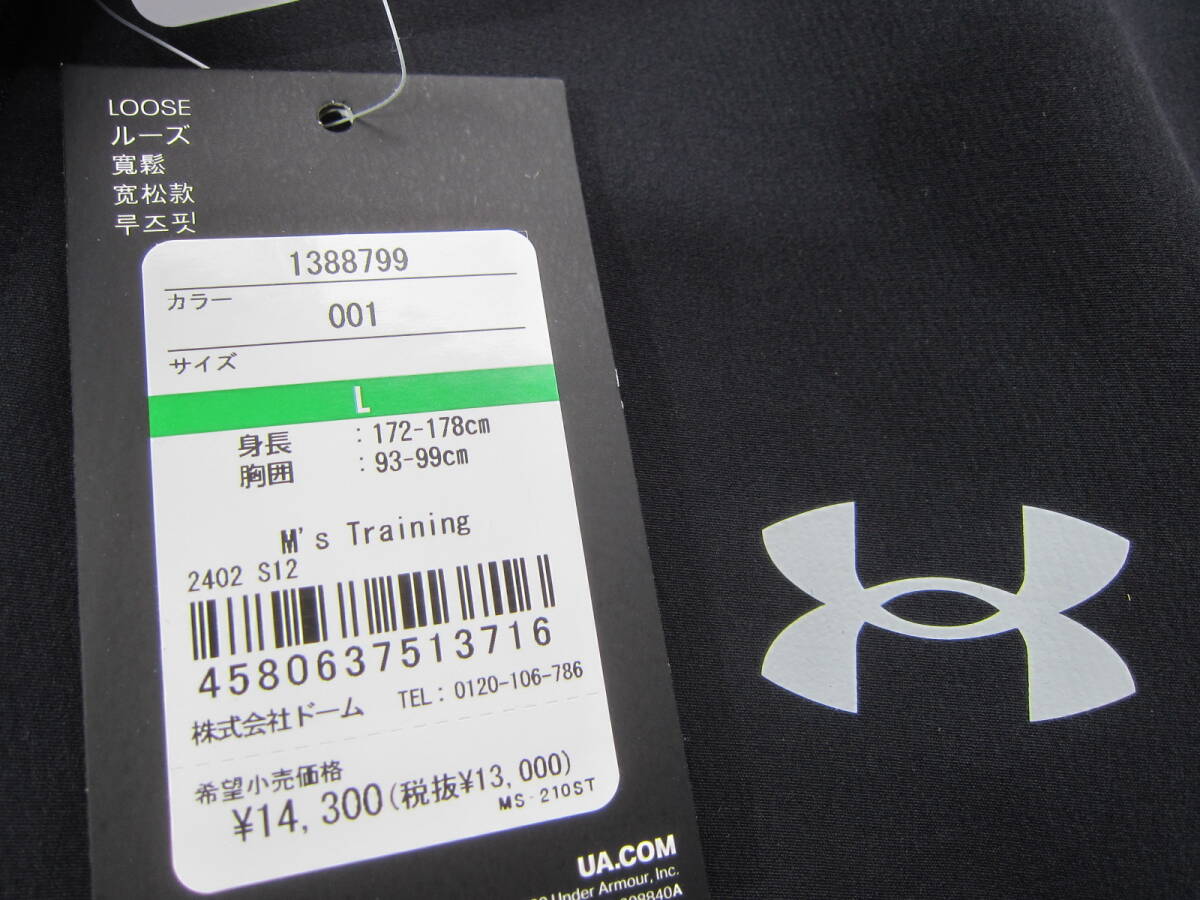 LOOSE
ルーズ
寬鬆
宽松款
루즈핏
1388799
カラー
001
サイズ
L
身長 : 172-178cm
胸囲 : 93-99cm
M's Training
2402 S12
4580637513716
株式会社ドーム TEL: 0120-106-786
希望小売価格
¥14,300(税抜¥13,000)
MS-210ST
UA.COM
Under Armour, Inc.